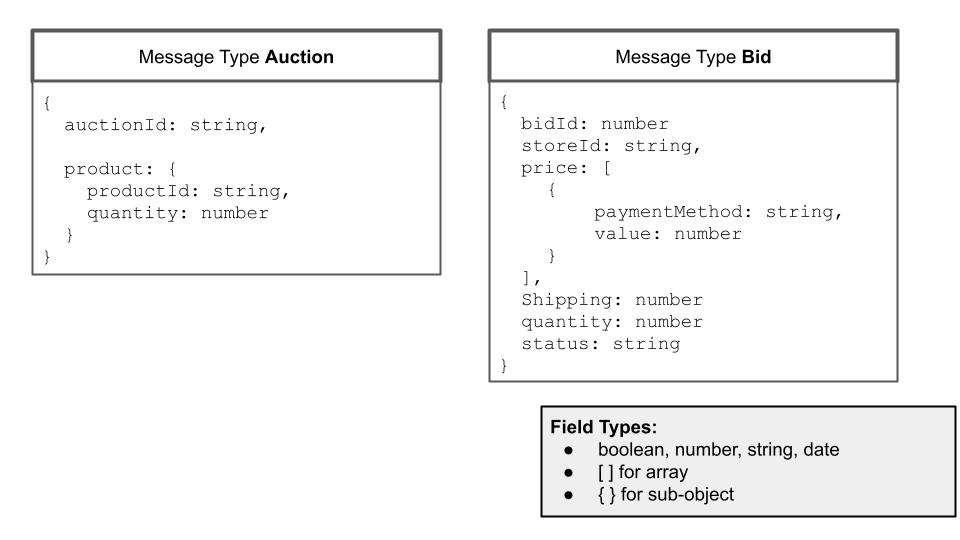 Message Type Auction
{
  auctionId: string,
  product: {
    productId: string,
    quantity: number
  }
}
Message Type Bid
{
  bidId: number
  storeId: string,
  price: [
    {
        paymentMethod: string,
        value: number
    }
  ],
  Shipping: number
  quantity: number
  status: string
}
Field Types:
● boolean, number, string, date
● [ ] for array
● { } for sub-object